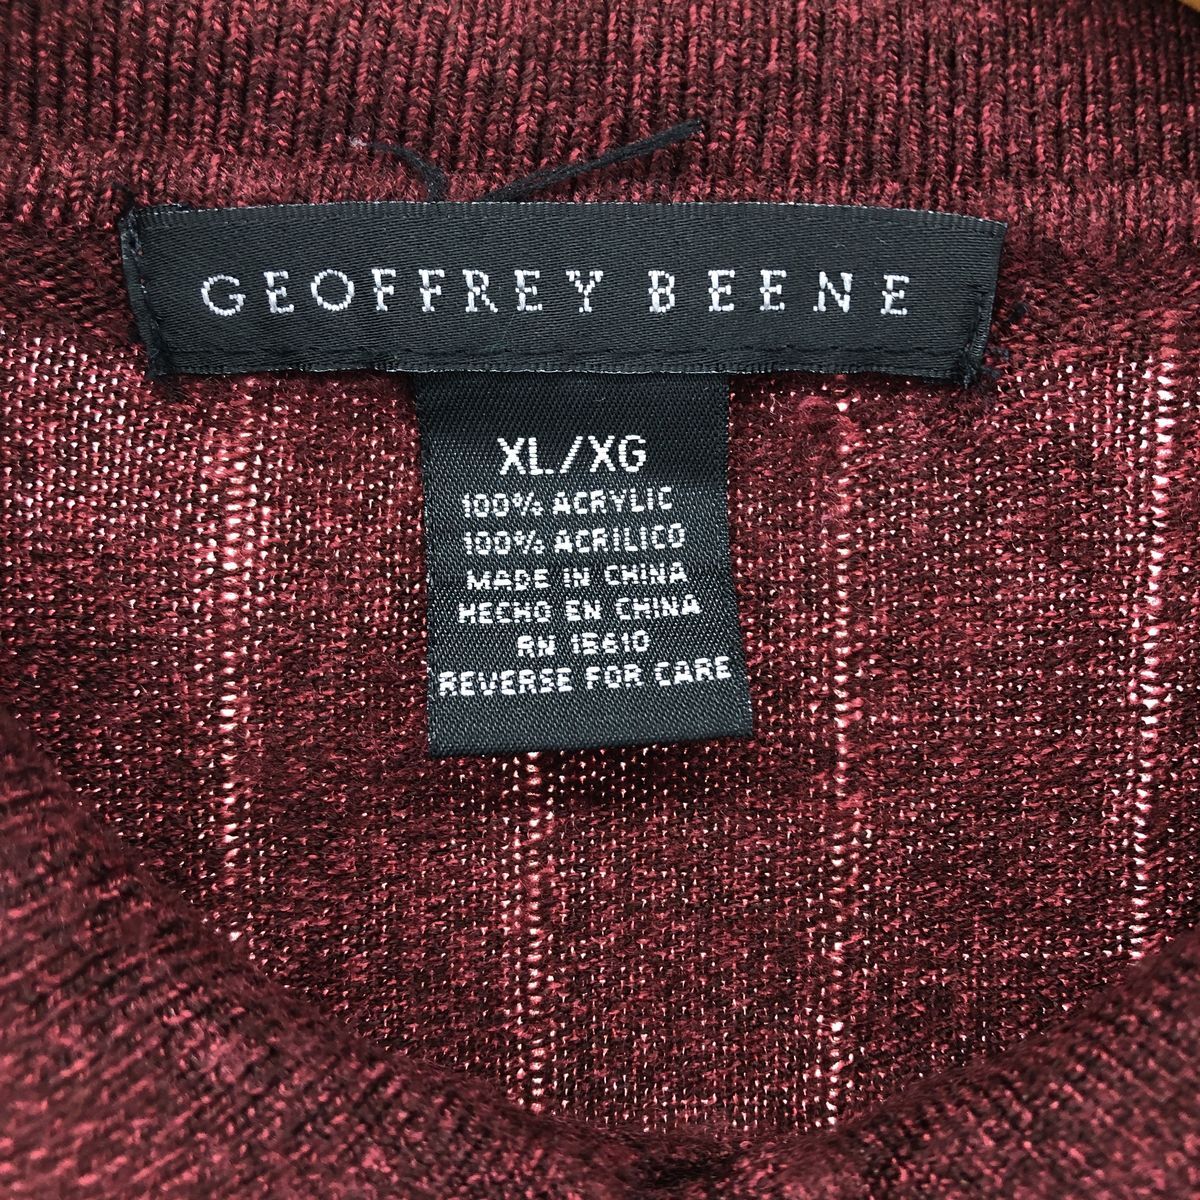 GEOFFREY BEENE
XL/XG
100% ACRYLIC
100% ACRILICO
MADE IN CHINA
HECHO EN CHINA
RN 15610
REVERSE FOR CARE